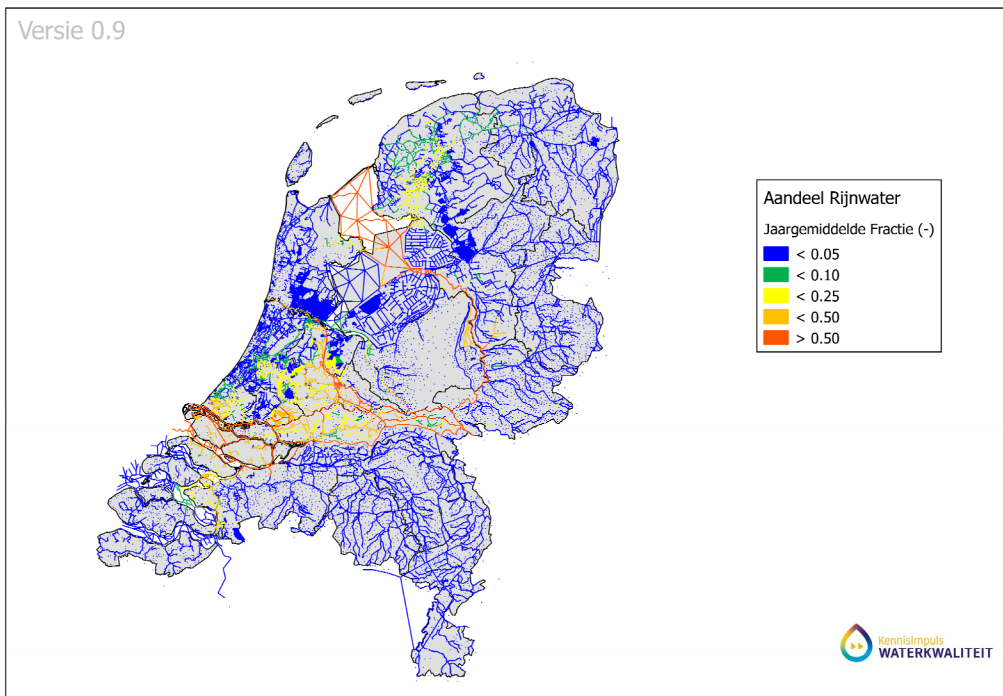 Versie 0.9
Aandeel Rijnwater
Jaargemiddelde Fractie (-)
< 0.05
< 0.10
< 0.25
< 0.50
> 0.50
Kennisimpuls
WATERKWALITEIT